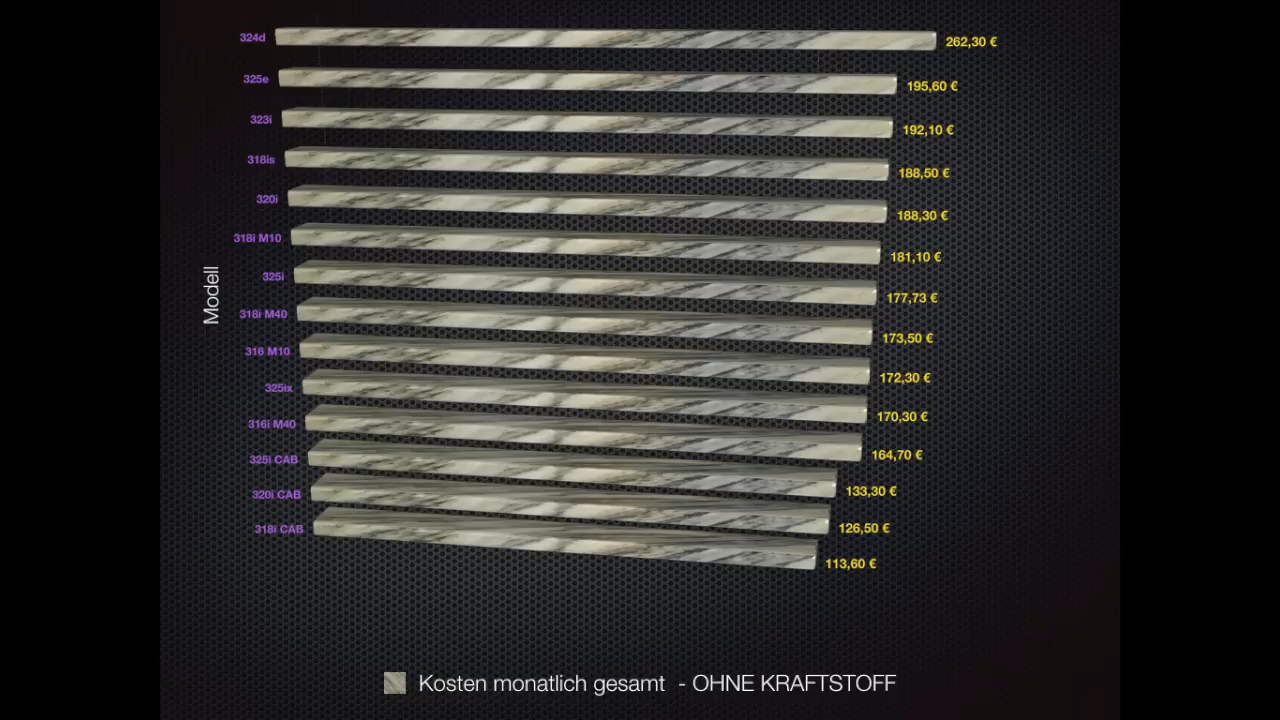 324d 262,30 €
325e 195,60 €
323i 192,10 €
318is 188,50 €
320i 188,30 €
318i M10 181,10 €
Modell
325i 177,73 €
318i M40 173,50 €
316 M10 172,30 €
325ix 170,30 €
316i M40 164,70 €
325i CAB 133,30 €
320i CAB 126,50 €
318i CAB 113,60 €
Kosten monatlich gesamt - OHNE KRAFTSTOFF